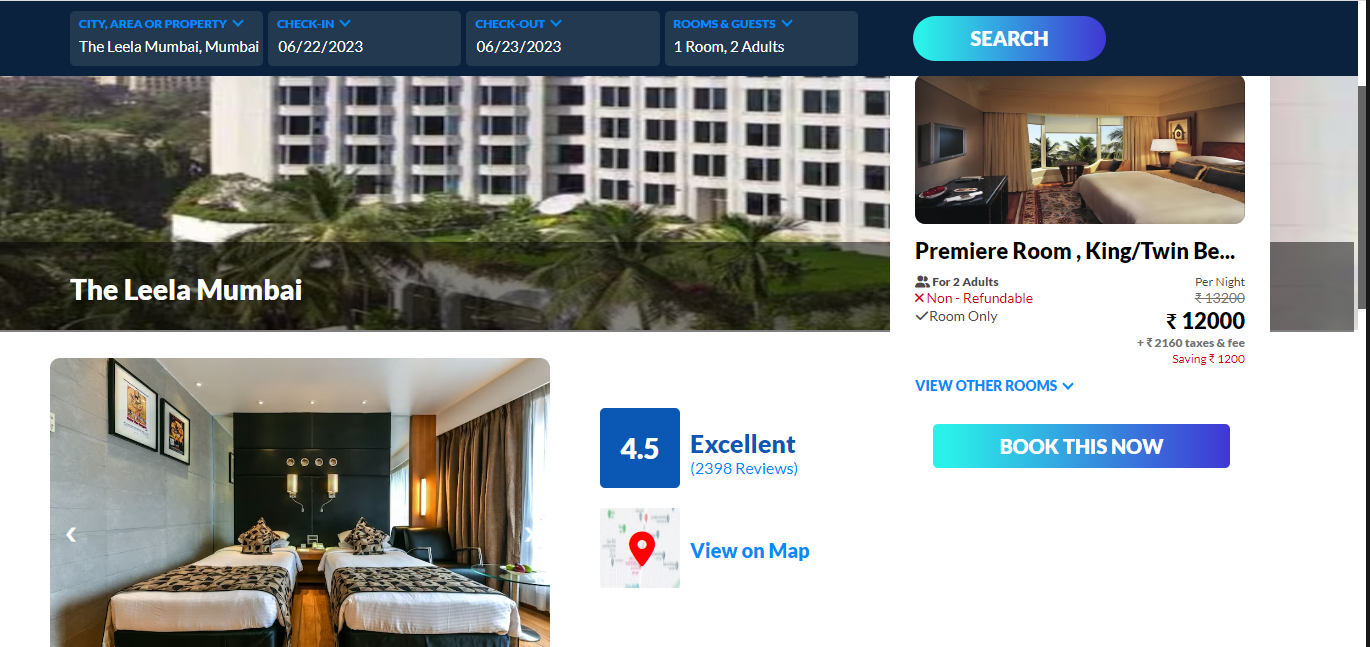 CITY, AREA OR PROPERTY
The Leela Mumbai, Mumbai
CHECK-IN
06/22/2023
CHECK-OUT
06/23/2023
ROOMS & GUESTS
1 Room, 2 Adults
SEARCH
The Leela Mumbai
Premiere Room , King/Twin Be...
For 2 Adults
Per Night
Non - Refundable
₹ 13200
Room Only
₹ 12000
+ ₹ 2160 taxes & fee
Saving ₹ 1200
VIEW OTHER ROOMS
BOOK THIS NOW
4.5
Excellent
(2398 Reviews)
View on Map